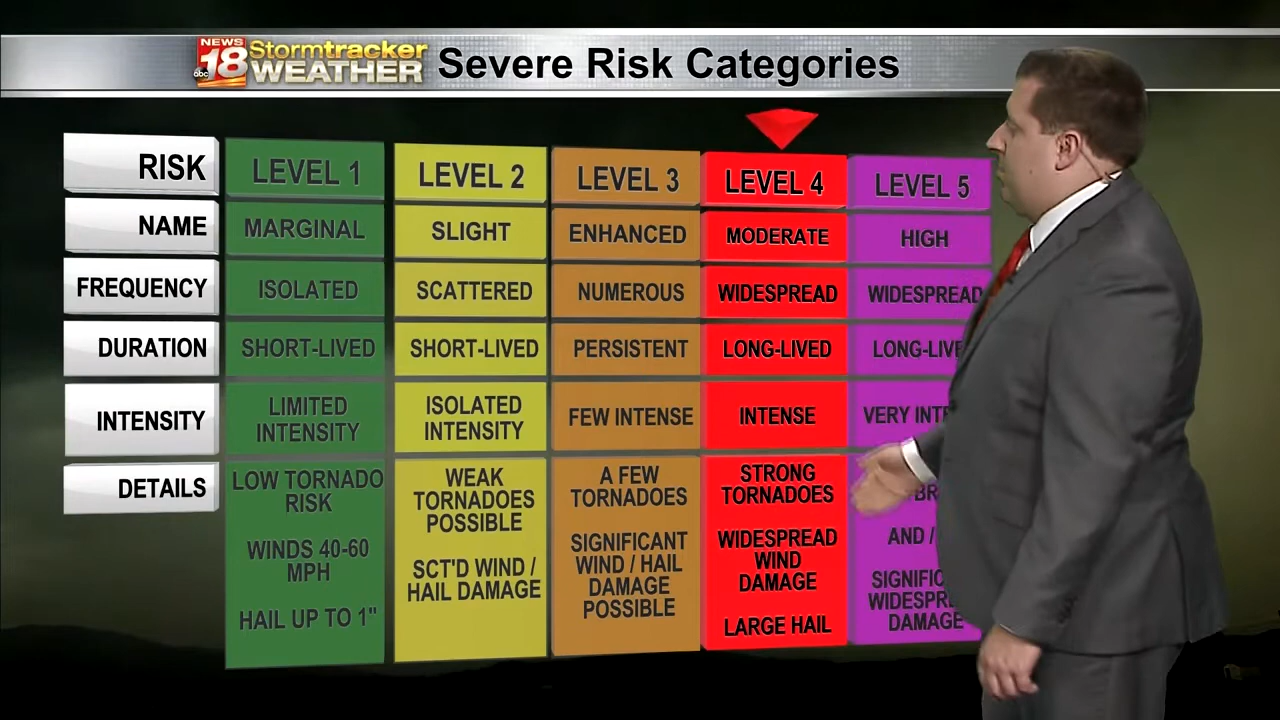 NEWS
abc 18
Stormtracker
WEATHER
Severe Risk Categories
RISK
LEVEL 1
LEVEL 2
LEVEL 3
LEVEL 4
LEVEL 5
NAME
MARGINAL
SLIGHT
ENHANCED
MODERATE
HIGH
FREQUENCY
ISOLATED
SCATTERED
NUMEROUS
WIDESPREAD
WIDESPREAD
DURATION
SHORT-LIVED
SHORT-LIVED
PERSISTENT
LONG-LIVED
INTENSITY
LIMITED
INTENSITY
ISOLATED
INTENSITY
FEW INTENSE
INTENSE
VERY
DETAILS
LOW TORNADO
RISK
WINDS 40-60
MPH
HAIL UP TO 1"
WEAK
TORNADOES
POSSIBLE
SCT'D WIND /
HAIL DAMAGE
A FEW
TORNADOES
SIGNIFICANT
WIND / HAIL
DAMAGE
POSSIBLE
STRONG
TORNADOES
WIDESPREAD
WIND
DAMAGE
LARGE HAIL
AND /
DAMAGE